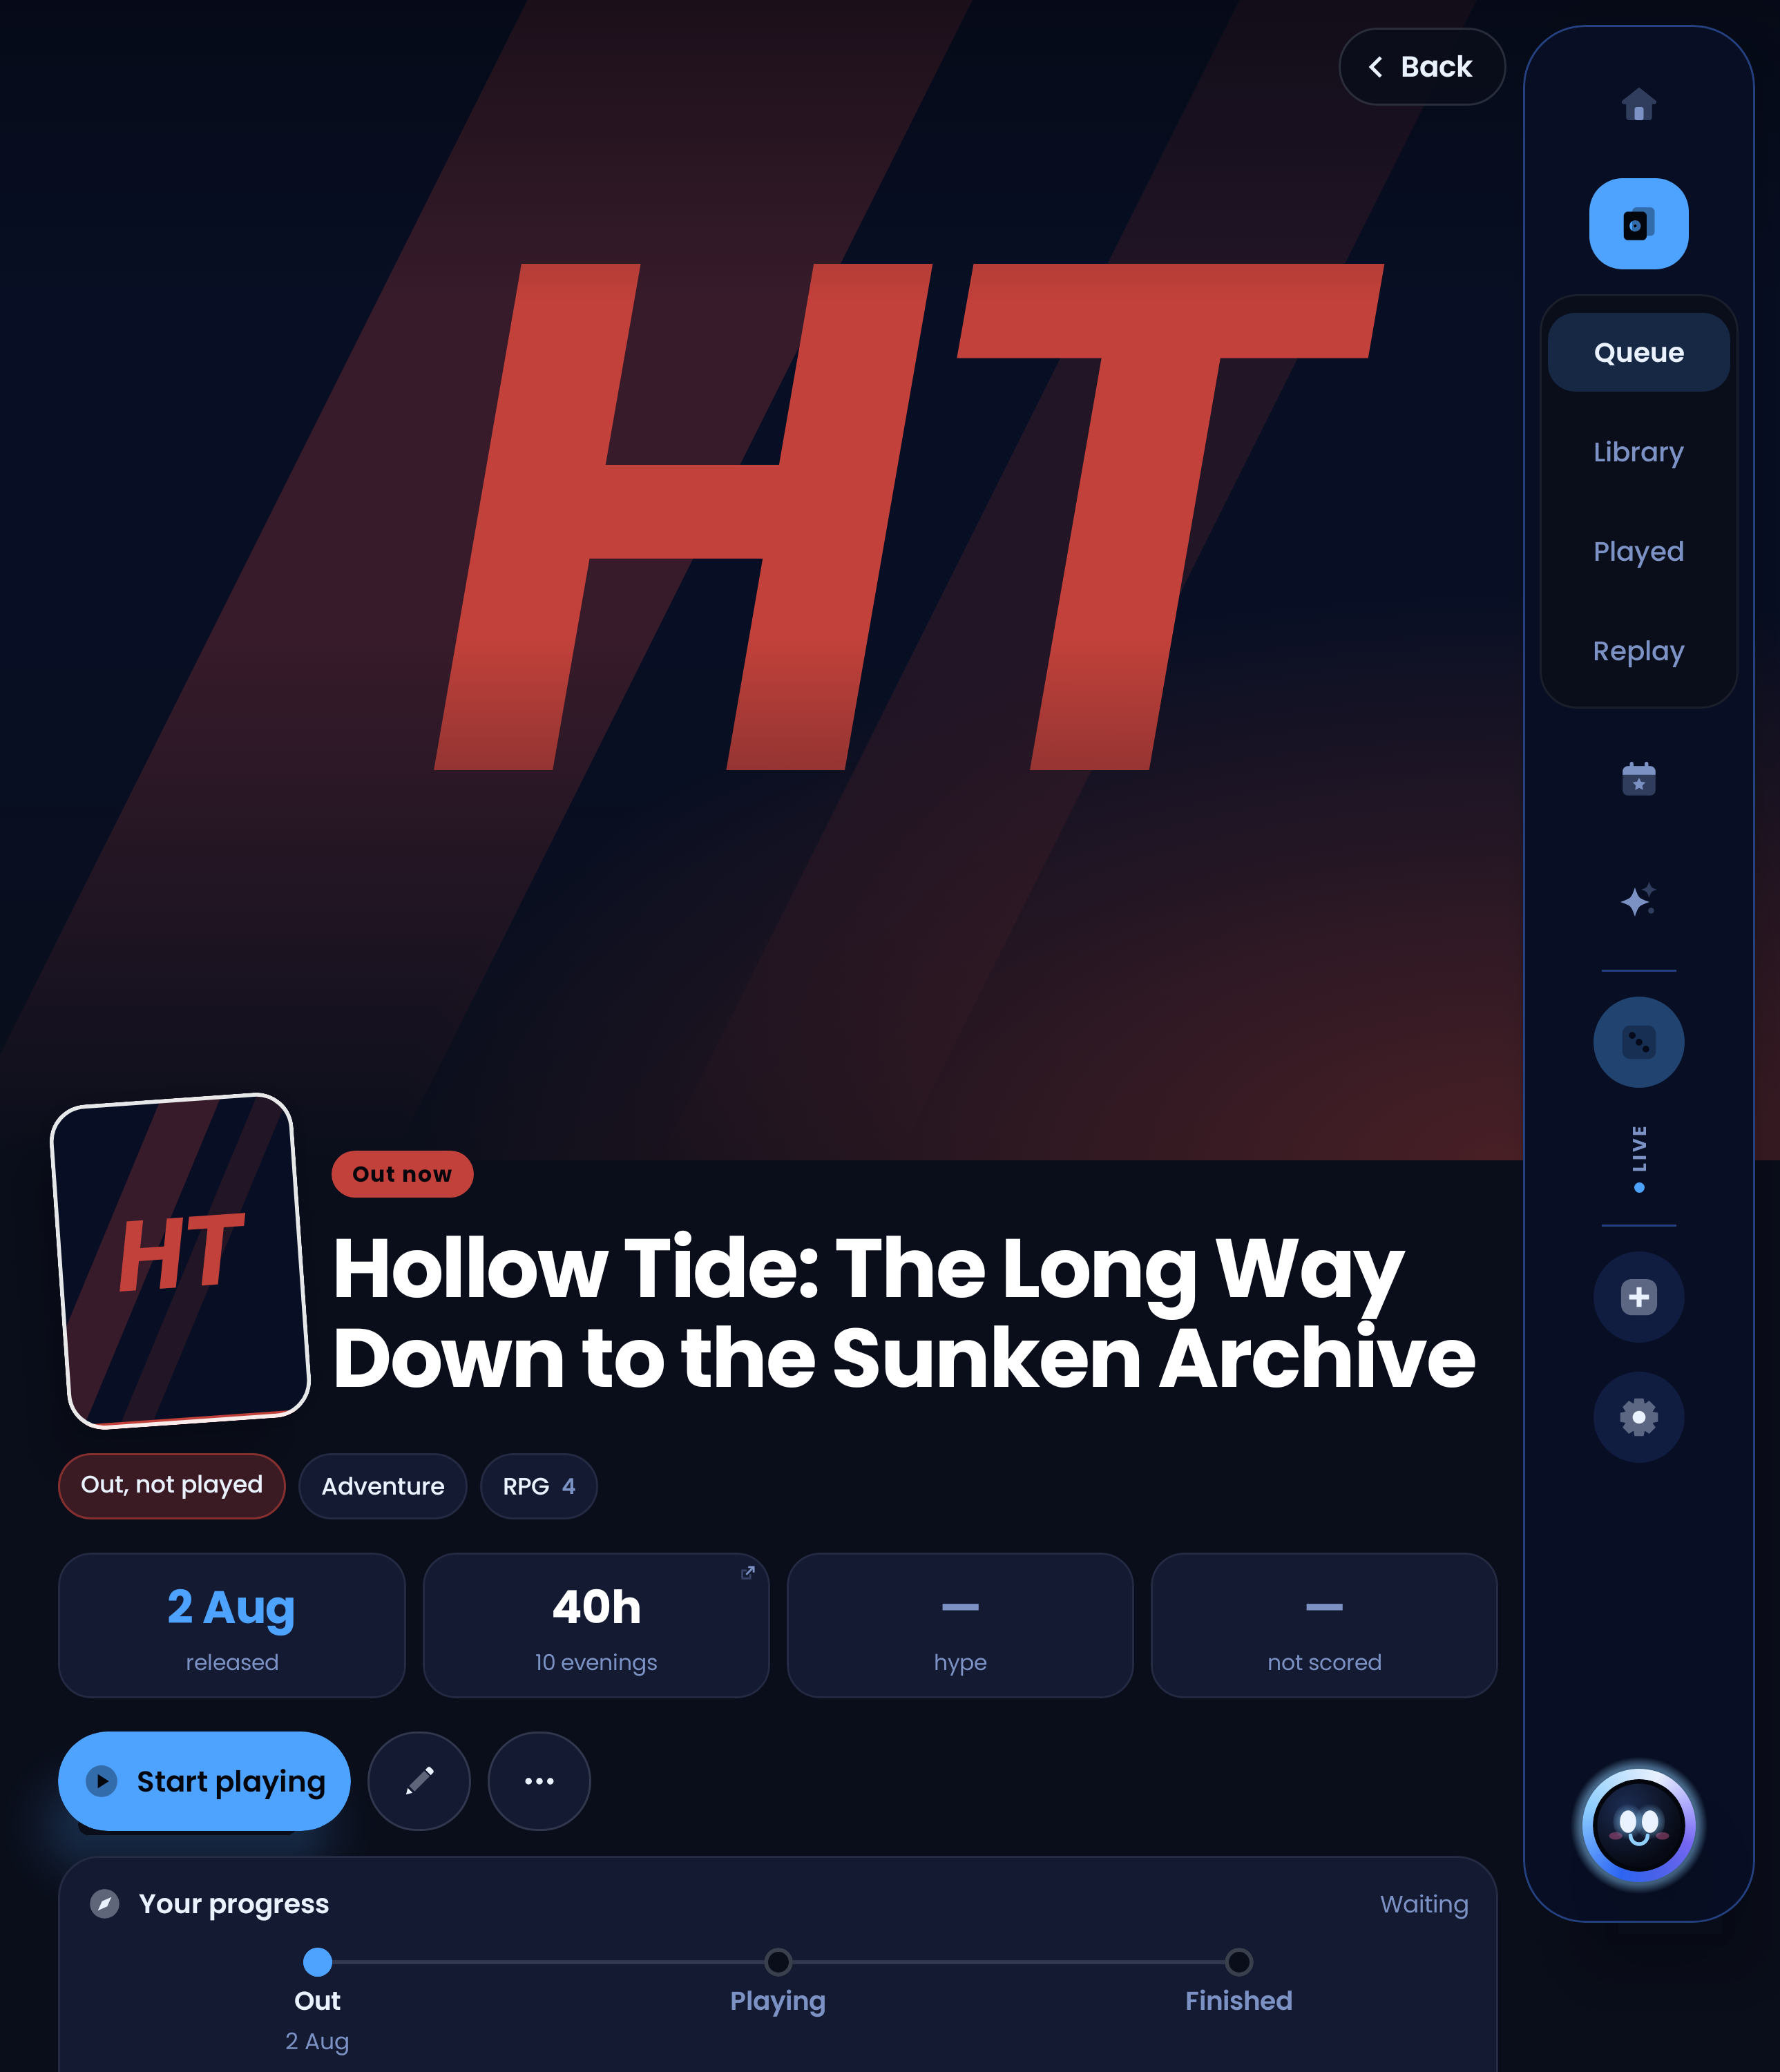 Back
HT
Queue
Library
Played
Replay
LIVE
HT
Out now
Hollow Tide: The Long Way
Down to the Sunken Archive
Out, not played
Adventure
RPG 4
2 Aug
released
40h
10 evenings
—
hype
—
not scored
Start playing
Your progress
Waiting
Out
Playing
Finished
2 Aug